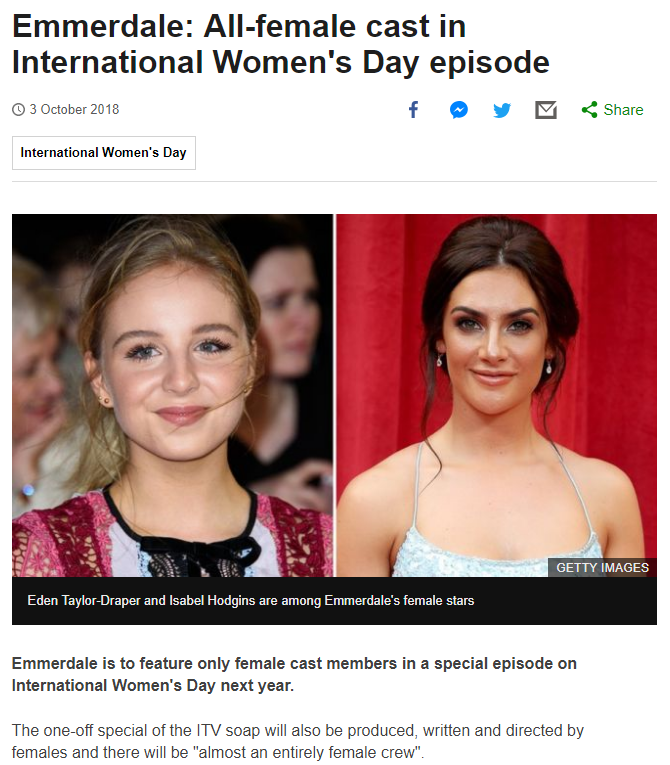 Emmerdale: All-female cast in
International Women's Day episode
3 October 2018
Share
International Women's Day
GETTY IMAGES
Eden Taylor-Draper and Isabel Hodgins are among Emmerdale's female stars
Emmerdale is to feature only female cast members in a special episode on
International Women's Day next year.
The one-off special of the ITV soap will also be produced, written and directed by
females and there will be "almost an entirely female crew".